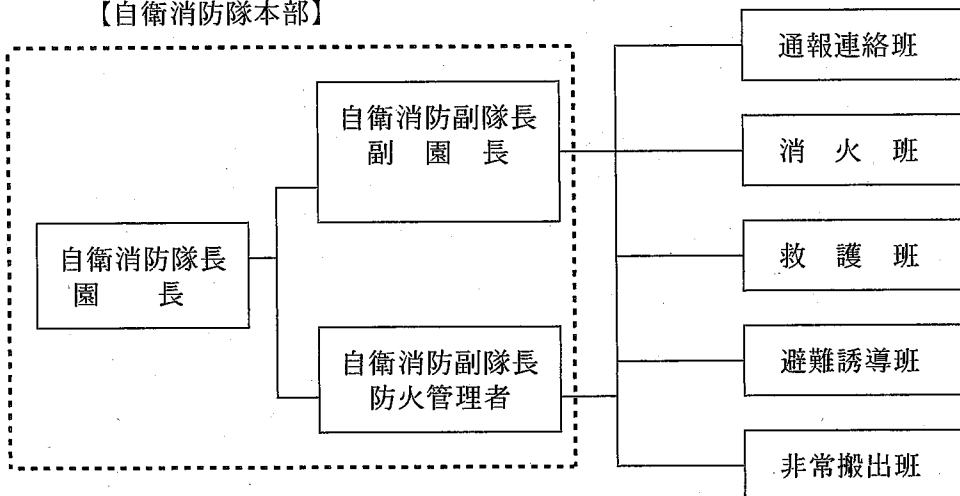 【自衛消防隊本部】
自衛消防隊長
園　　長
自衛消防副隊長
副　園　長
自衛消防副隊長
防火管理者
通報連絡班
消　火　班
救　護　班
避難誘導班
非常搬出班